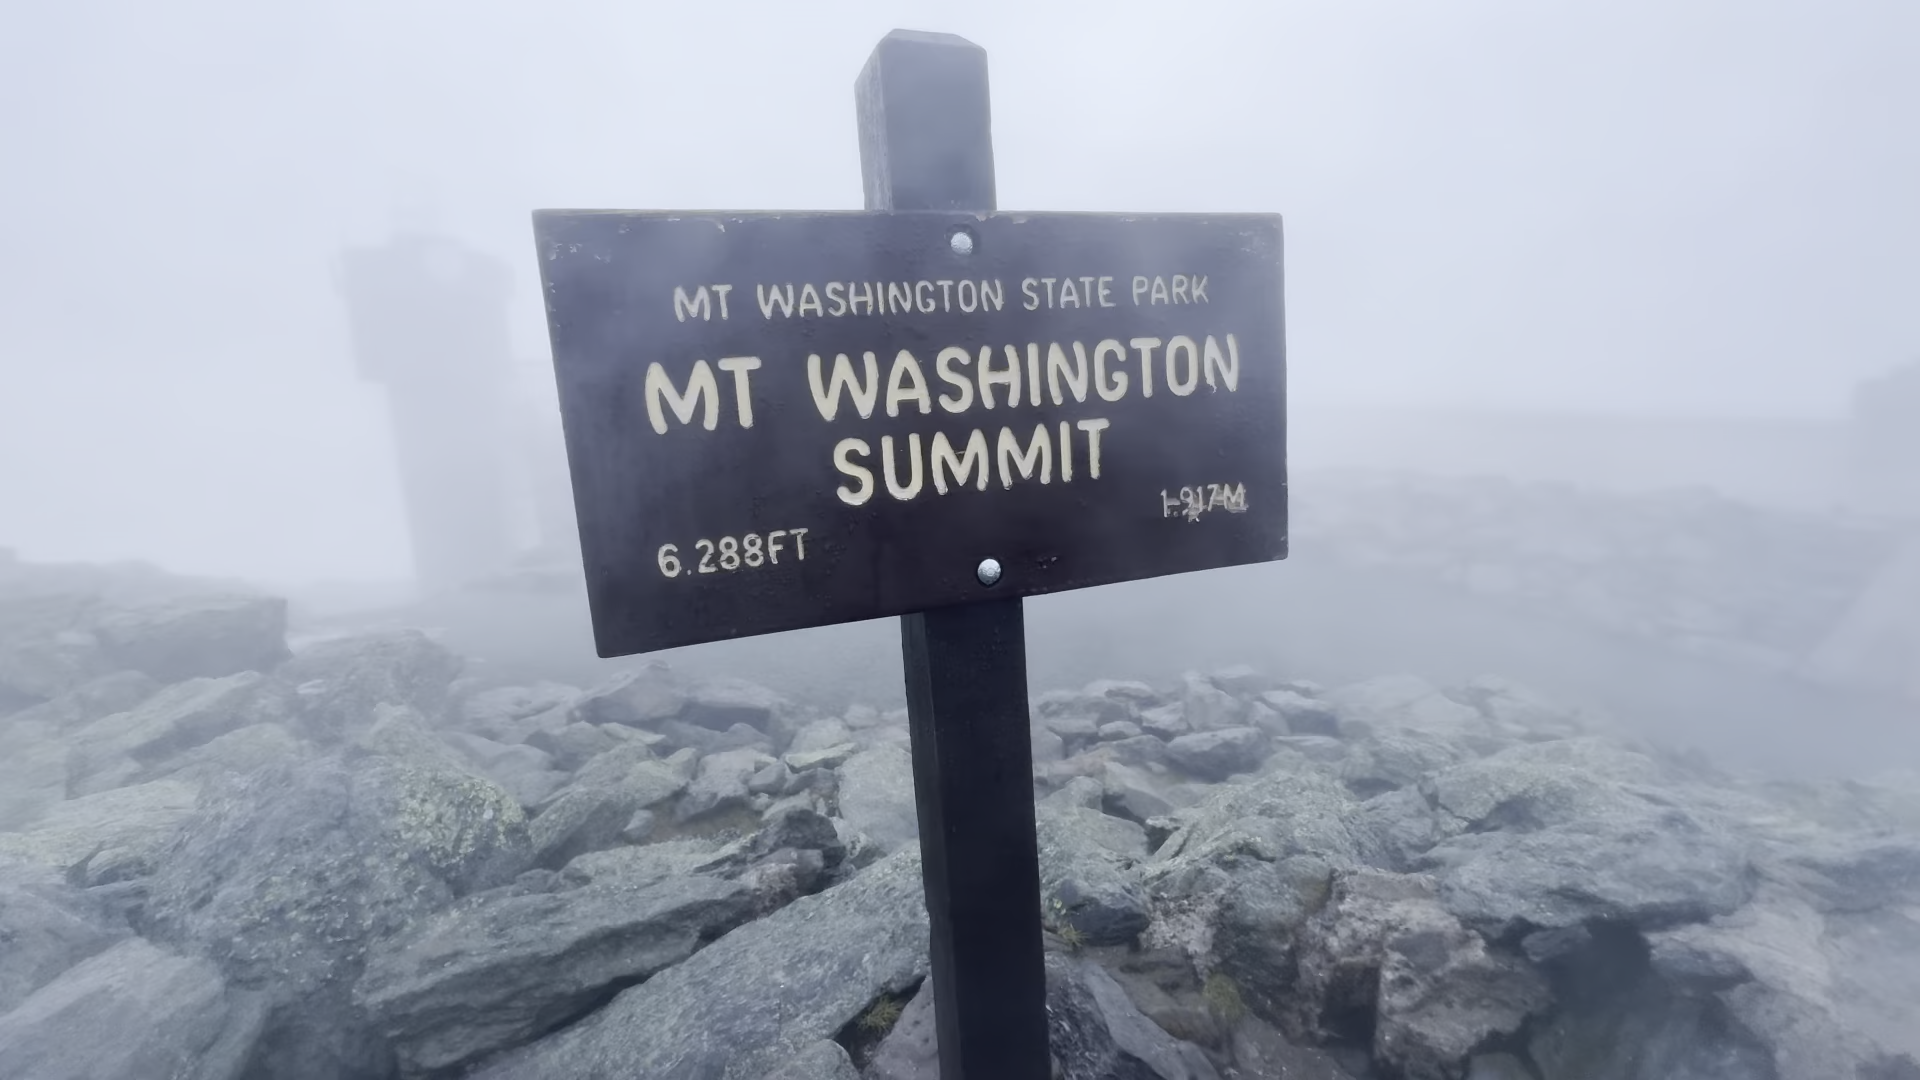 MT WASHINGTON STATE PARK
MT WASHINGTON
SUMMIT
6.288FT
1.917M